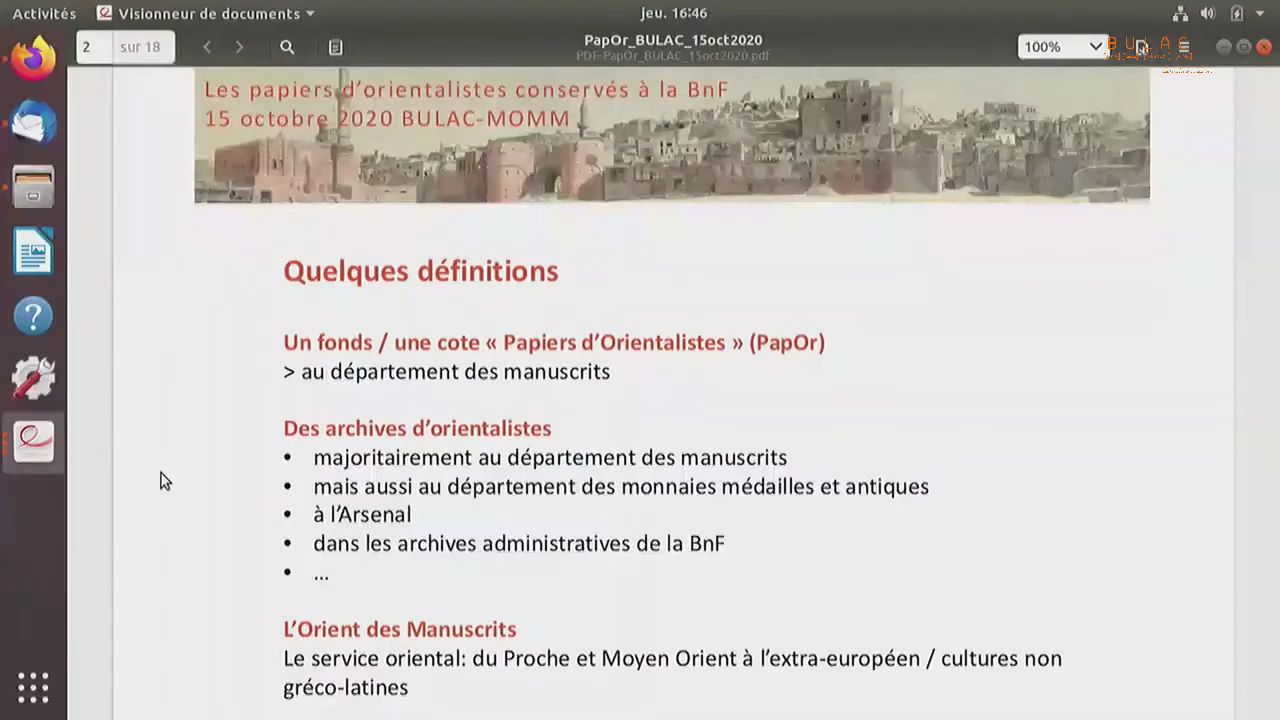 Activités
Visionneur de documents
jeu. 16:46
2 sur 18
PapOr_BULAC_15oct2020
PDF-PapOr_BULAC_15oct2020.pdf
100%
BULAC
Les papiers d’orientalistes conservés à la BnF
15 octobre 2020 BULAC-MOMM
Quelques définitions
Un fonds / une cote « Papiers d’Orientalistes » (PapOr)
> au département des manuscrits
Des archives d’orientalistes
• majoritairement au département des manuscrits
• mais aussi au département des monnaies médailles et antiques
• à l’Arsenal
• dans les archives administratives de la BnF
• ...
L’Orient des Manuscrits
Le service oriental: du Proche et Moyen Orient à l’extra-européen / cultures non
gréco-latines